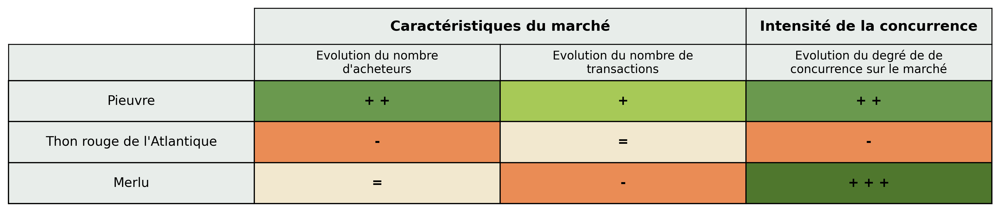 Caractéristiques du marché
Intensité de la concurrence
Evolution du nombre
d'acheteurs
Evolution du nombre de
transactions
Evolution du degré de de
concurrence sur le marché
Pieuvre
+ +
+
+ +
Thon rouge de l'Atlantique
-
=
-
Merlu
=
-
+ + +